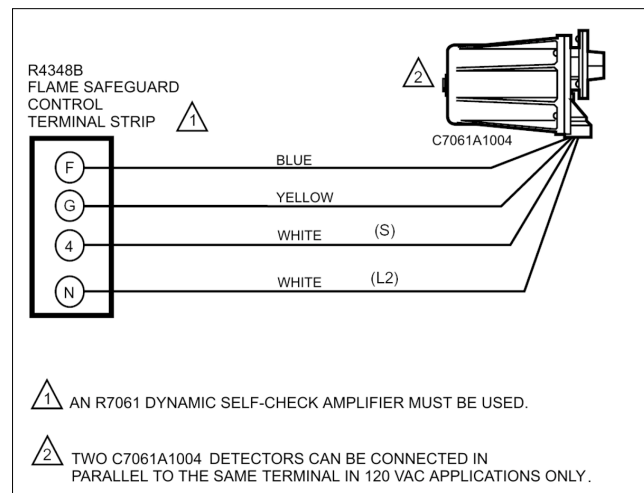 R4348B
FLAME SAFEGUARD
CONTROL
TERMINAL STRIP
1
2
C7061A1004
F
BLUE
G
YELLOW
4
WHITE (S)
N
WHITE (L2)
1 AN R7061 DYNAMIC SELF-CHECK AMPLIFIER MUST BE USED.
2 TWO C7061A1004 DETECTORS CAN BE CONNECTED IN
PARALLEL TO THE SAME TERMINAL IN 120 VAC APPLICATIONS ONLY.